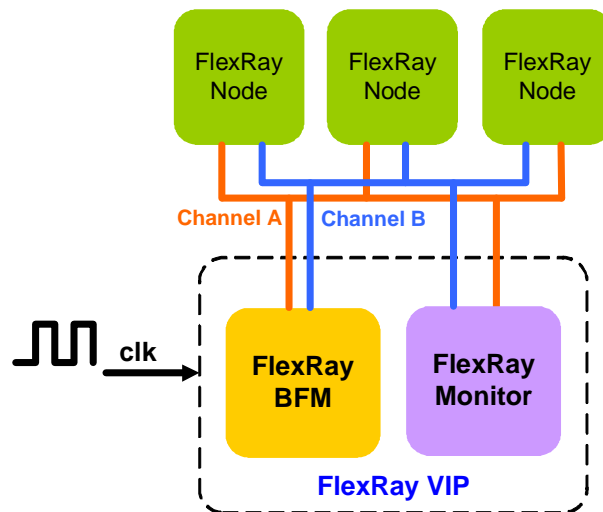 FlexRay
Node
FlexRay
Node
FlexRay
Node
Channel A
Channel B
clk
FlexRay
BFM
FlexRay
Monitor
FlexRay VIP